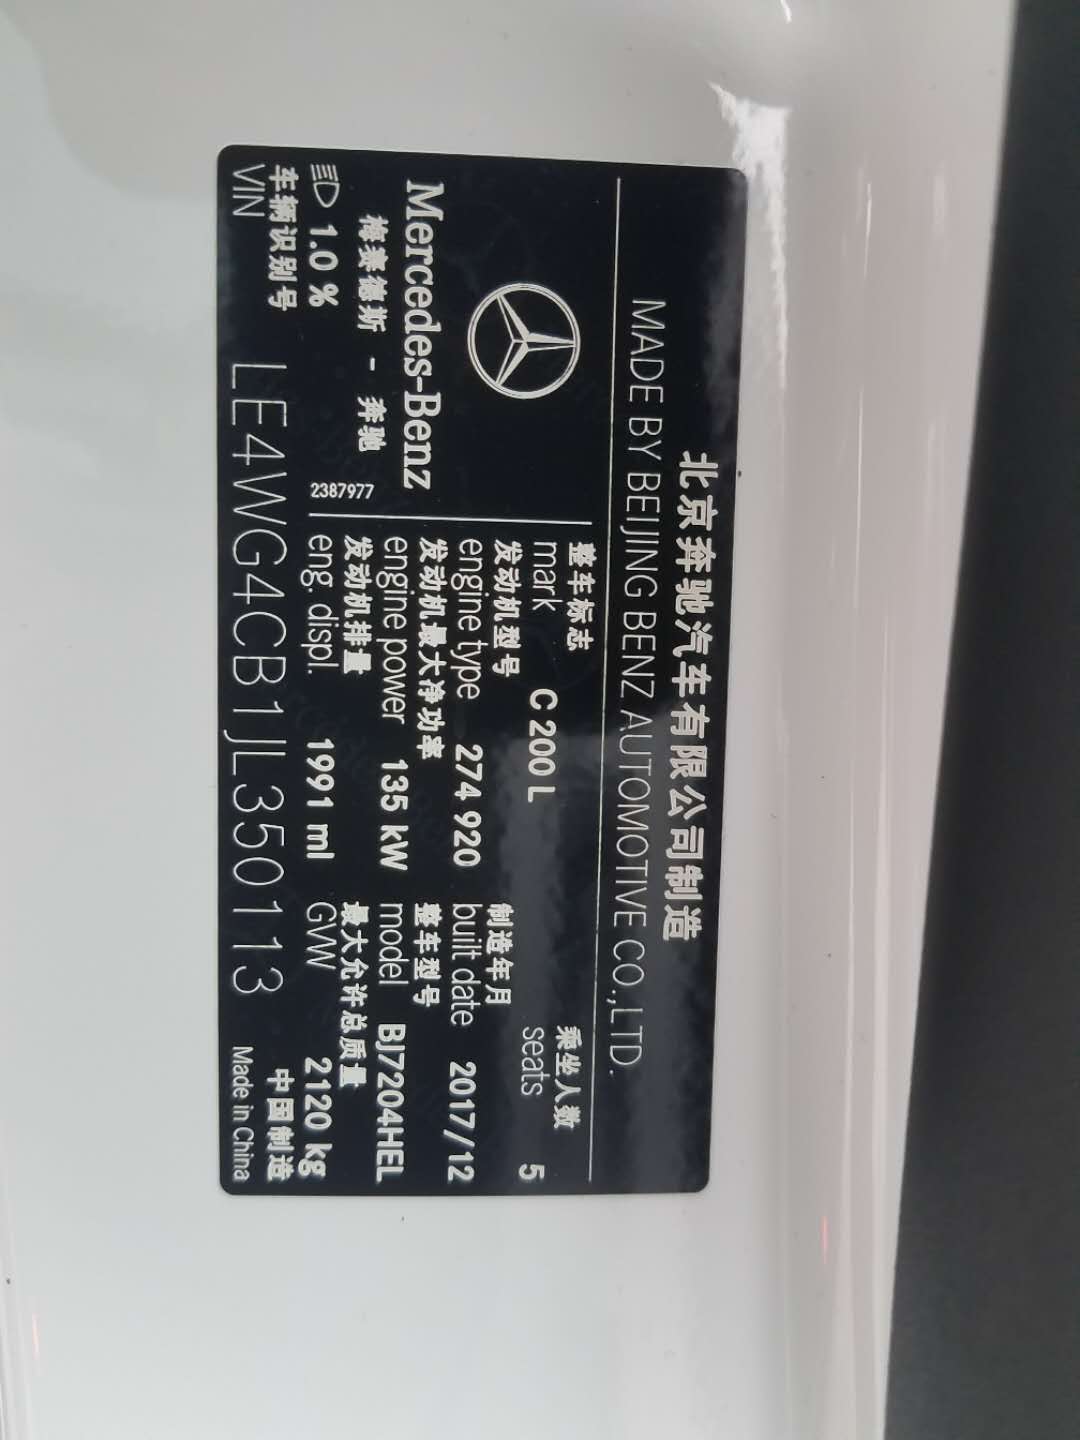 北京奔驰汽车有限公司制造
MADE BY BEIJING BENZ AUTOMOTIVE CO.,LTD.
Mercedes-Benz
梅赛德斯 - 奔驰
2387977
1.0 %
整车标志
mark C 200 L
乘坐人数
seats 5
发动机型号
engine type 274 920
制造年月
built date 2017/12
发动机最大净功率
engine power 135 kW
整车型号
model BJ7204HEL
发动机排量
eng. displ. 1991 ml
最大允许总质量
GW 2120 kg
车辆识别号
VIN LE4WG4CB1JL350113
中国制造
Made in China